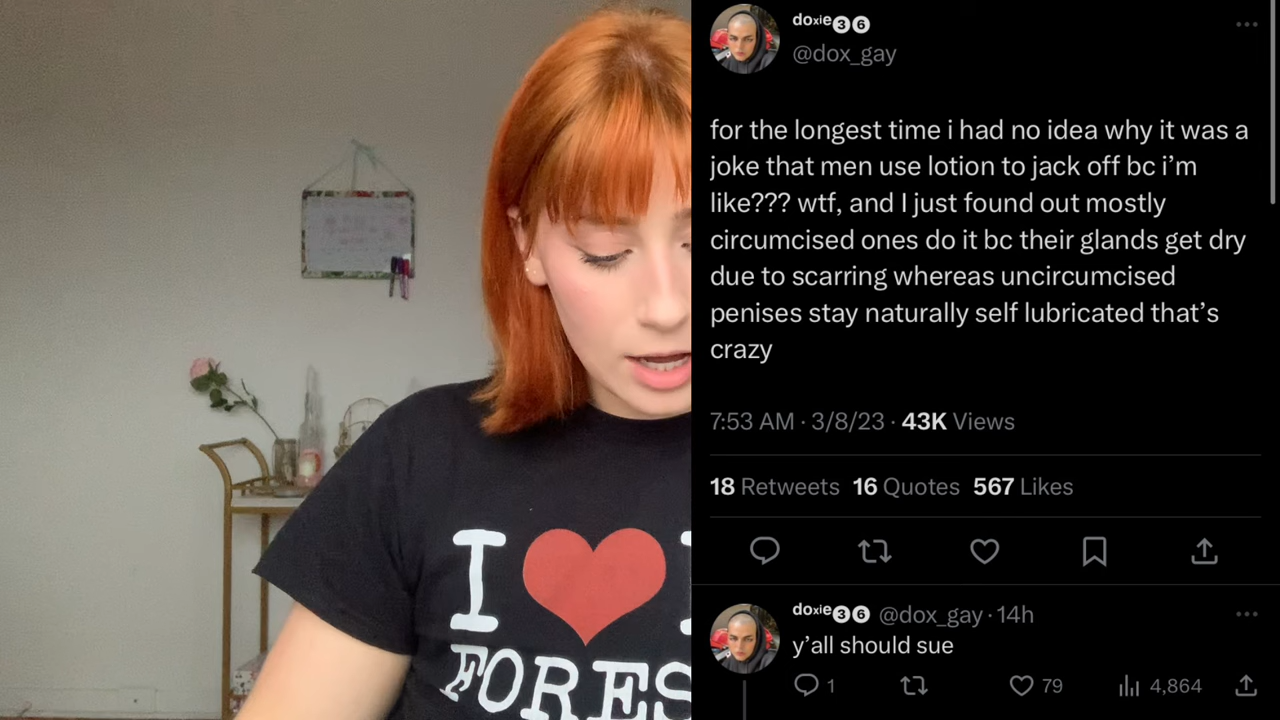 I
FORES
doxie36
@dox_gay
for the longest time i had no idea why it was a
joke that men use lotion to jack off bc i’m
like??? wtf, and I just found out mostly
circumcised ones do it bc their glands get dry
due to scarring whereas uncircumcised
penises stay naturally self lubricated that’s
crazy
7:53 AM · 3/8/23 · 43K Views
18 Retweets 16 Quotes 567 Likes
doxie36 @dox_gay · 14h
y’all should sue
1 79 4,864